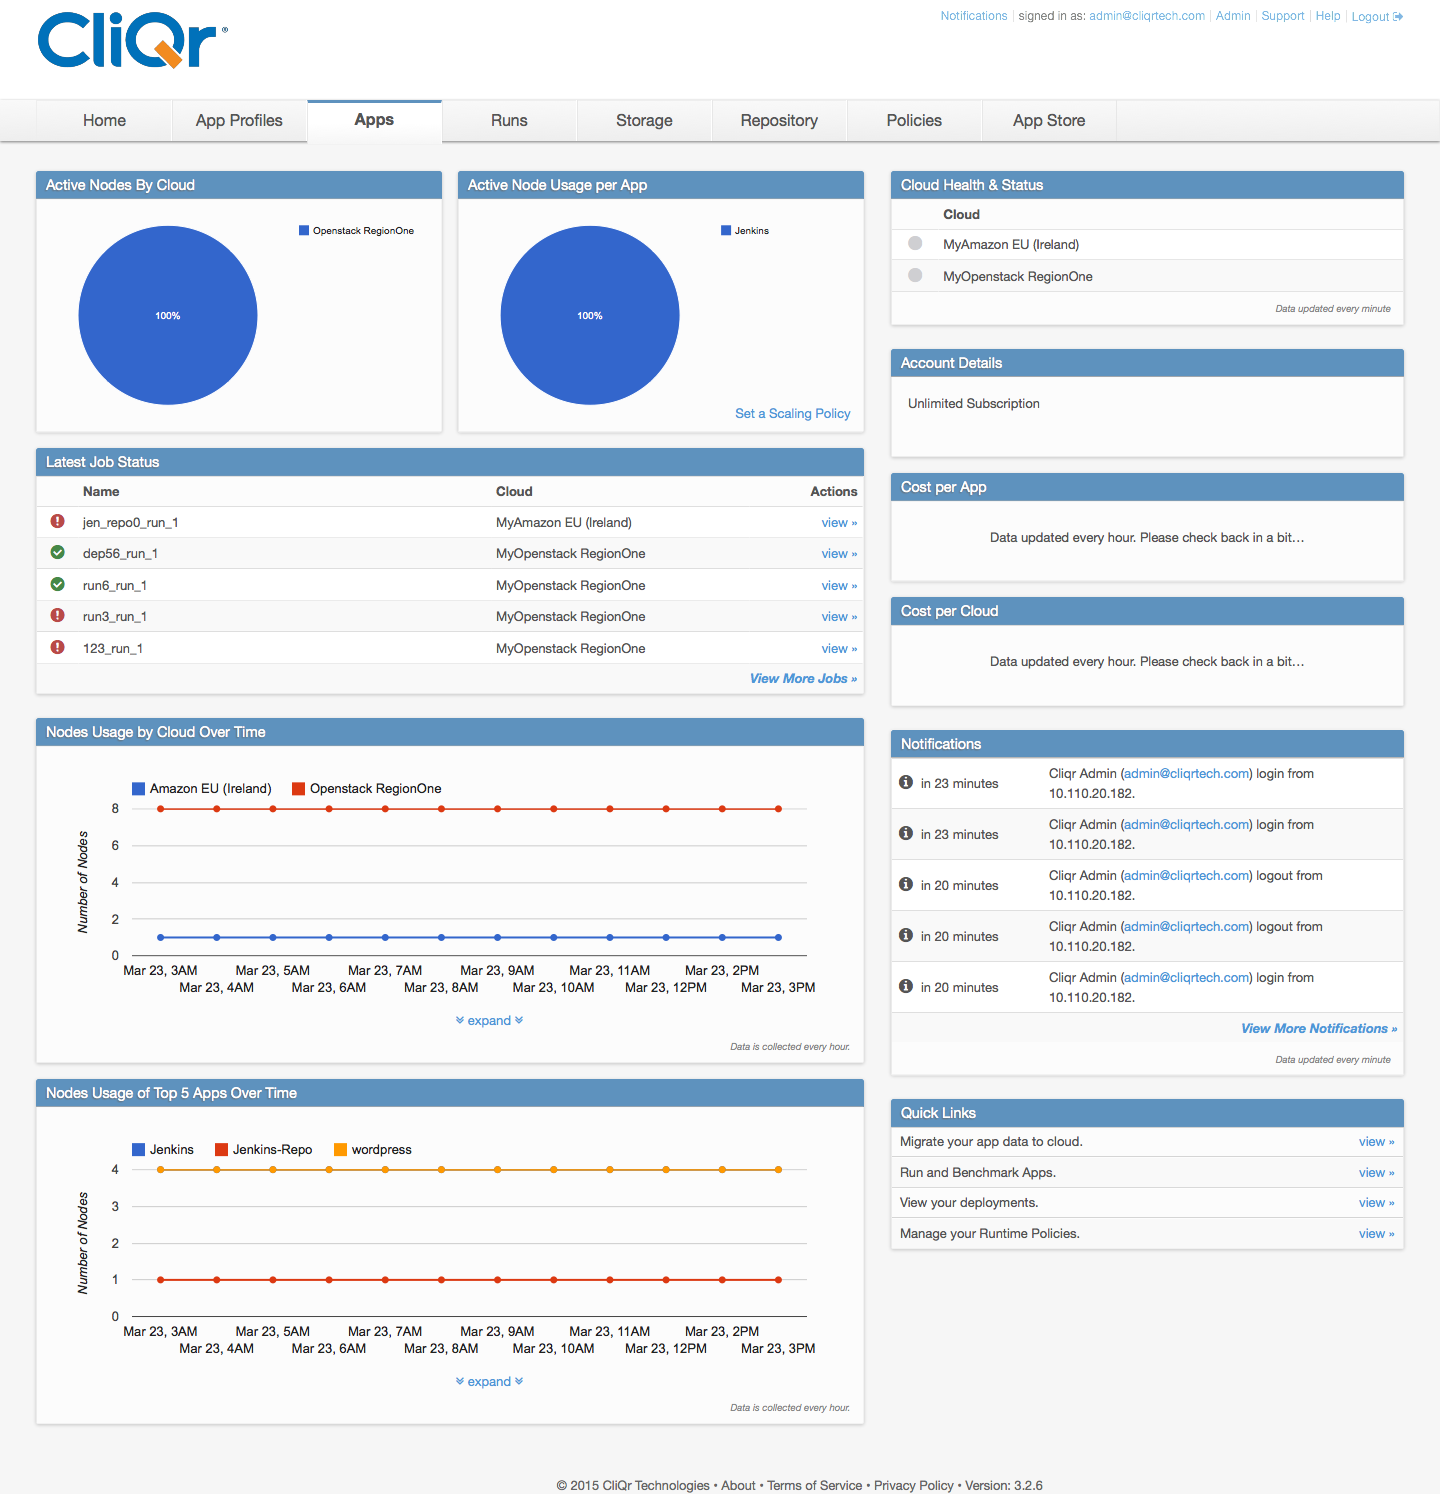 CliQr®
Notifications | signed in as: admin@cliqrtech.com | Admin | Support | Help | Logout
Home App Profiles Apps Runs Storage Repository Policies App Store
Active Nodes By Cloud
Openstack RegionOne
100%
Active Node Usage per App
Jenkins
100%
Set a Scaling Policy
Latest Job Status
Name Cloud Actions
jen_repo0_run_1 MyAmazon EU (Ireland) view »
dep56_run_1 MyOpenstack RegionOne view »
run6_run_1 MyOpenstack RegionOne view »
run3_run_1 MyOpenstack RegionOne view »
123_run_1 MyOpenstack RegionOne view »
View More Jobs »
Nodes Usage by Cloud Over Time
Amazon EU (Ireland) Openstack RegionOne
Number of Nodes
8
6
4
2
0
Mar 23, 3AM Mar 23, 5AM Mar 23, 7AM Mar 23, 9AM Mar 23, 11AM Mar 23, 2PM
Mar 23, 4AM Mar 23, 6AM Mar 23, 8AM Mar 23, 10AM Mar 23, 12PM Mar 23, 3PM
expand
Data is collected every hour.
Nodes Usage of Top 5 Apps Over Time
Jenkins Jenkins-Repo wordpress
Number of Nodes
4
3
2
1
0
Mar 23, 3AM Mar 23, 5AM Mar 23, 7AM Mar 23, 9AM Mar 23, 11AM Mar 23, 2PM
Mar 23, 4AM Mar 23, 6AM Mar 23, 8AM Mar 23, 10AM Mar 23, 12PM Mar 23, 3PM
expand
Data is collected every hour.
Cloud Health & Status
Cloud
MyAmazon EU (Ireland)
MyOpenstack RegionOne
Data updated every minute
Account Details
Unlimited Subscription
Cost per App
Data updated every hour. Please check back in a bit...
Cost per Cloud
Data updated every hour. Please check back in a bit...
Notifications
in 23 minutes Cliqr Admin (admin@cliqrtech.com) login from
10.110.20.182.
in 23 minutes Cliqr Admin (admin@cliqrtech.com) login from
10.110.20.182.
in 20 minutes Cliqr Admin (admin@cliqrtech.com) logout from
10.110.20.182.
in 20 minutes Cliqr Admin (admin@cliqrtech.com) logout from
10.110.20.182.
in 20 minutes Cliqr Admin (admin@cliqrtech.com) login from
10.110.20.182.
View More Notifications »
Data updated every minute
Quick Links
Migrate your app data to cloud. view »
Run and Benchmark Apps. view »
View your deployments. view »
Manage your Runtime Policies. view »
© 2015 CliQr Technologies • About • Terms of Service • Privacy Policy • Version: 3.2.6